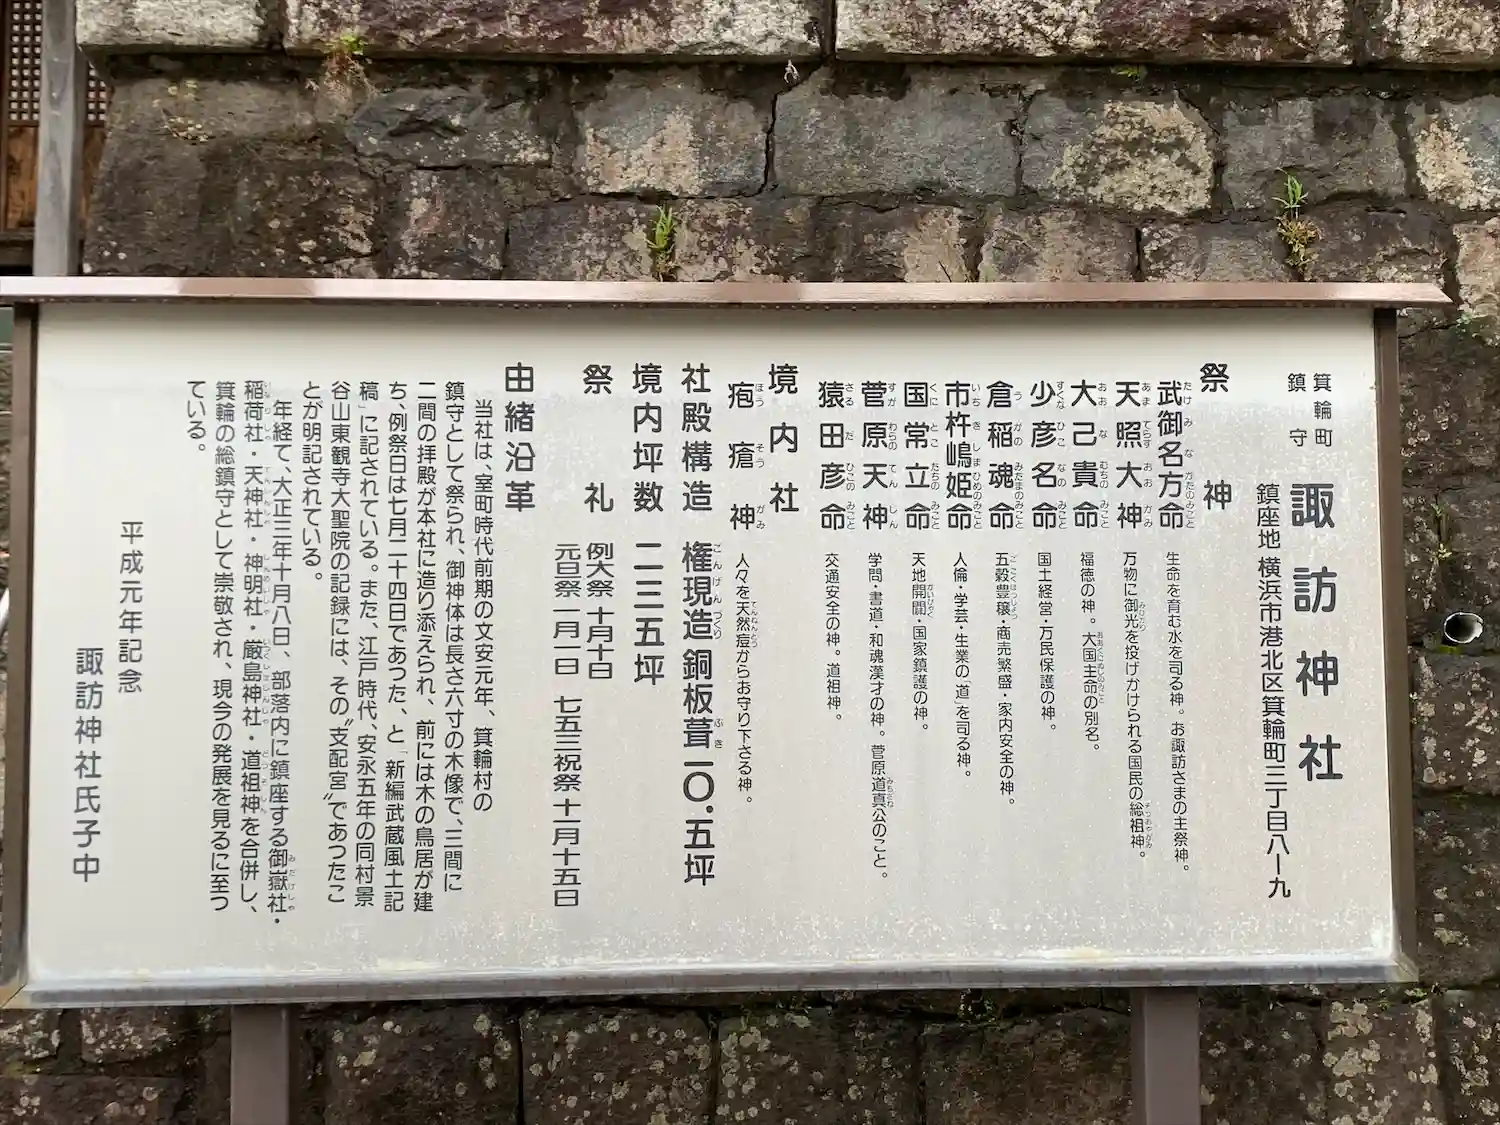 箕輪町
鎮守
諏訪神社
鎮座地 横浜市港北区箕輪町三丁目八ー九
祭神
武御名方命 生命を育む水を司る神。お諏訪さまの主祭神。
天照大神 万物に御光を投げかけられる国民の総祖神。
大己貴命 福徳の神。大国主命の別名。
少彦名命 国土経営・万民保護の神。
倉稲魂命 五穀豊穣・商売繁盛・家内安全の神。
市杵嶋姫命 人倫・学芸・生業の「道」を司る神。
国常立命 天地開闢・国家鎮護の神。
菅原天神 学問・書道・和魂漢才の神。菅原道真公のこと。
猿田彦命 交通安全の神。道祖神。
境内社
疱瘡神 人々を天然痘からお守り下さる神。
社殿構造 権現造 銅板葺 一〇・五坪
境内坪数 二三五坪
祭礼 例大祭 十月十日
元旦祭 一月一日 七五三祝祭 十一月十五日
由緒沿革
当社は、室町時代前期の文安元年、箕輪村の
鎮守として祭られ、御神体は長さ六寸の木像で、三間に
二間の拝殿が本社に造り添えられ、前には木の鳥居が建
ち、例祭日は七月二十四日であった、と「新編武蔵風土記
稿」に記されている。また、江戸時代、安永五年の同村景
谷山東観寺大聖院の記録には、その〝支配宮〟であつたこ
とが明記されている。
年経て、大正三年十月八日、部落内に鎮座する御嶽社・
稲荷社・天神社・神明社・厳島神社・道祖神を合併し、
箕輪の総鎮守として崇敬され、現今の発展を見るに至つ
ている。
平成元年記念
諏訪神社氏子中